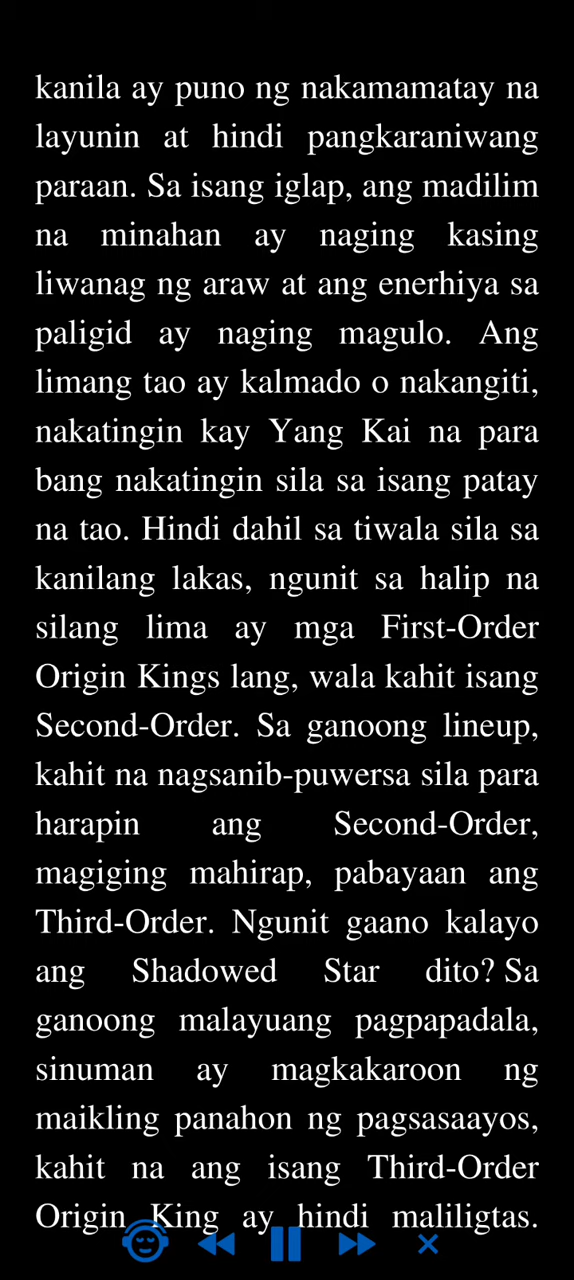 kanila ay puno ng nakamamatay na
layunin at hindi pangkaraniwang
paraan. Sa isang iglap, ang madilim
na minahan ay naging kasing
liwanag ng araw at ang enerhiya sa
paligid ay naging magulo. Ang
limang tao ay kalmado o nakangiti,
nakatingin kay Yang Kai na para
bang nakatingin sila sa isang patay
na tao. Hindi dahil sa tiwala sila sa
kanilang lakas, ngunit sa halip na
silang lima ay mga First-Order
Origin Kings lang, wala kahit isang
Second-Order. Sa ganoong lineup,
kahit na nagsanib-puwersa sila para
harapin ang Second-Order,
magiging mahirap, pabayaan ang
Third-Order. Ngunit gaano kalayo
ang Shadowed Star dito? Sa
ganoong malayuang pagpapadala,
sinuman ay magkakaroon ng
maikling panahon ng pagsasaayos,
kahit na ang isang Third-Order
Origin King ay hindi maliligtas.